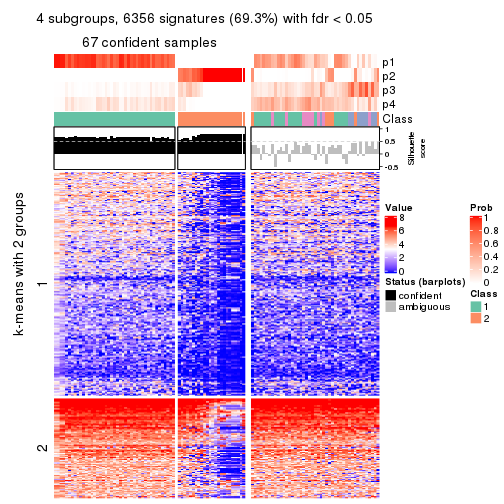 4 subgroups, 6356 signatures (69.3%) with fdr < 0.05
67 confident samples
p1
p2
p3
p4
Class
1
0.5
0
-0.5
Silhouette
score
k-means with 2 groups
1
2
Value
8
6
4
2
0
Prob
1
0.8
0.6
0.4
0.2
0
Status (barplots)
confident
ambiguous
Class
1
2